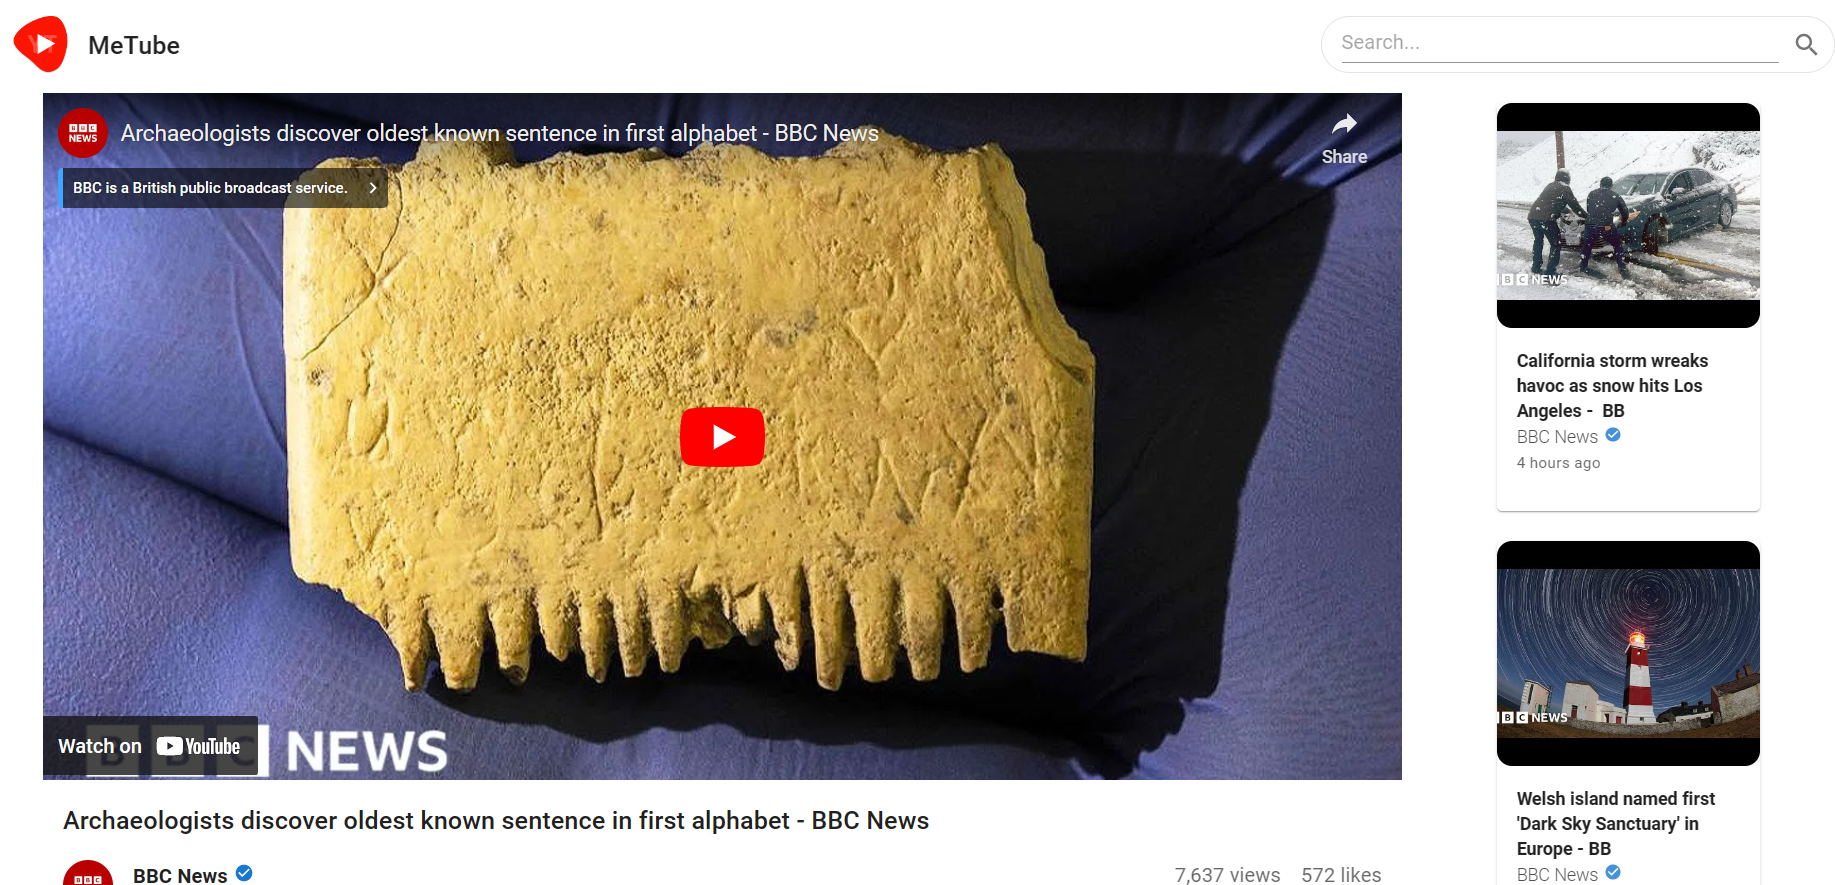 MeTube
Search...
BBC NEWS
Archaeologists discover oldest known sentence in first alphabet - BBC News
Share
BBC is a British public broadcast service.
Watch on YouTube
BBC NEWS
Archaeologists discover oldest known sentence in first alphabet - BBC News
BBC
BBC News
7,637 views 572 likes
BBC NEWS
California storm wreaks
havoc as snow hits Los
Angeles - BB
BBC News
4 hours ago
BBC NEWS
Welsh island named first
'Dark Sky Sanctuary' in
Europe - BB
BBC News